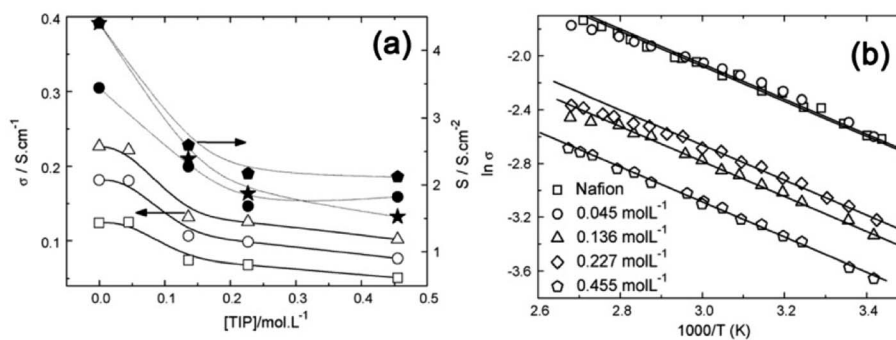 (a)
σ / S.cm⁻¹
0.4
0.3
0.2
0.1
0.0
0.1
0.2
0.3
0.4
0.5
[TIP]/mol.L⁻¹
4
3
2
1
S / S.cm⁻²
(b)
ln σ
-2.0
-2.4
-2.8
-3.2
-3.6
Nafion
0.045 molL⁻¹
0.136 molL⁻¹
0.227 molL⁻¹
0.455 molL⁻¹
2.6
2.8
3.0
3.2
3.4
1000/T (K)